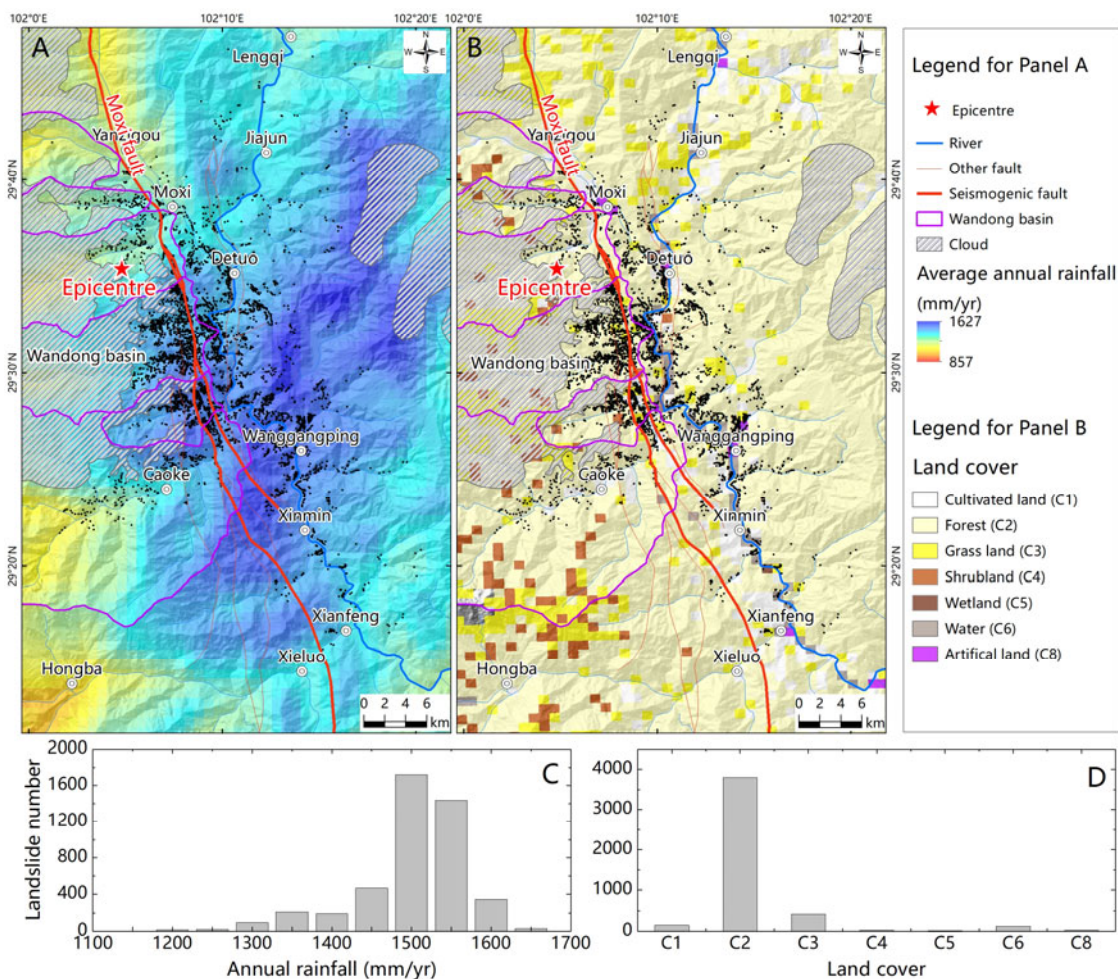 102°0'E 102°10'E 102°20'E
102°0'E 102°10'E 102°20'E
A
N
W E
S
Lengqi
Moxi fault
Yanzigou
Jiajun
Moxi
Detuo
Epicentre
Wandong basin
Wanggangping
Caoke
Xinmin
Xianfeng
Xieluo
Hongba
0 2 4 6
km
29°40'N
29°30'N
29°20'N
B
N
W E
S
Lengqi
Moxi fault
Yanzigou
Jiajun
Moxi
Detuo
Epicentre
Wandong basin
Wanggangping
Caoke
Xinmin
Xianfeng
Xieluo
Hongba
0 2 4 6
km
29°40'N
29°30'N
29°20'N
Legend for Panel A
Epicentre
River
Other fault
Seismogenic fault
Wandong basin
Cloud
Average annual rainfall
(mm/yr)
1627
857
Legend for Panel B
Land cover
Cultivated land (C1)
Forest (C2)
Grass land (C3)
Shrubland (C4)
Wetland (C5)
Water (C6)
Artifical land (C8)
C
Landslide number
2000
1600
1200
800
400
0
1100 1200 1300 1400 1500 1600 1700
Annual rainfall (mm/yr)
D
4000
3000
2000
1000
0
C1 C2 C3 C4 C5 C6 C8
Land cover